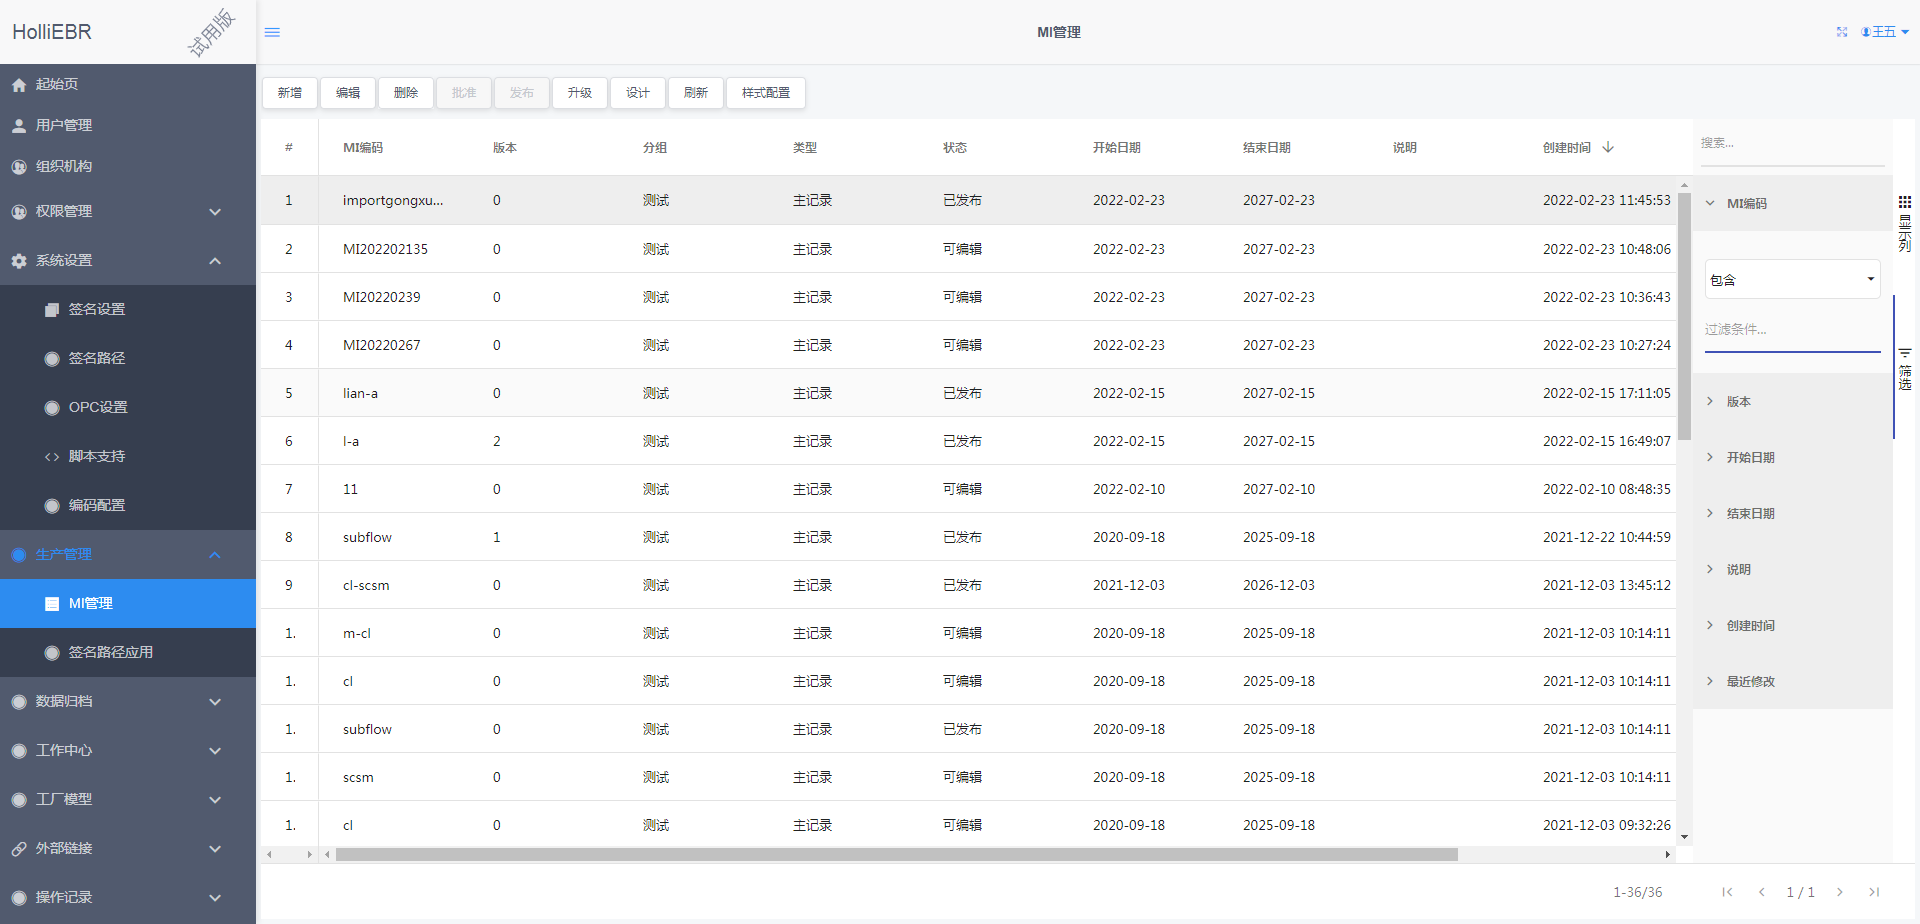 HolliEBR
试用版
MI管理
王五
起始页
用户管理
组织机构
权限管理
系统设置
签名设置
签名路径
OPC设置
脚本支持
编码配置
生产管理
MI管理
签名路径应用
数据归档
工作中心
工厂模型
外部链接
操作记录
新增 编辑 删除 批准 发布 升级 设计 刷新 样式配置
# MI编码 版本 分组 类型 状态 开始日期 结束日期 说明 创建时间
1 importgongxu... 0 测试 主记录 已发布 2022-02-23 2027-02-23 2022-02-23 11:45:53
2 MI202202135 0 测试 主记录 可编辑 2022-02-23 2027-02-23 2022-02-23 10:48:06
3 MI20220239 0 测试 主记录 可编辑 2022-02-23 2027-02-23 2022-02-23 10:36:43
4 MI20220267 0 测试 主记录 可编辑 2022-02-23 2027-02-23 2022-02-23 10:27:24
5 lian-a 0 测试 主记录 已发布 2022-02-15 2027-02-15 2022-02-15 17:11:05
6 l-a 2 测试 主记录 已发布 2022-02-15 2027-02-15 2022-02-15 16:49:07
7 11 0 测试 主记录 可编辑 2022-02-10 2027-02-10 2022-02-10 08:48:35
8 subflow 1 测试 主记录 已发布 2020-09-18 2025-09-18 2021-12-22 10:44:59
9 cl-scsm 0 测试 主记录 已发布 2021-12-03 2026-12-03 2021-12-03 13:45:12
1. m-cl 0 测试 主记录 可编辑 2020-09-18 2025-09-18 2021-12-03 10:14:11
1. cl 0 测试 主记录 可编辑 2020-09-18 2025-09-18 2021-12-03 10:14:11
1. subflow 0 测试 主记录 已发布 2020-09-18 2025-09-18 2021-12-03 10:14:11
1. scsm 0 测试 主记录 可编辑 2020-09-18 2025-09-18 2021-12-03 10:14:11
1. cl 0 测试 主记录 可编辑 2020-09-18 2025-09-18 2021-12-03 09:32:26
1-36/36 1 / 1
搜索...
MI编码
包含
过滤条件...
版本
开始日期
结束日期
说明
创建时间
最近修改
显示列
筛选